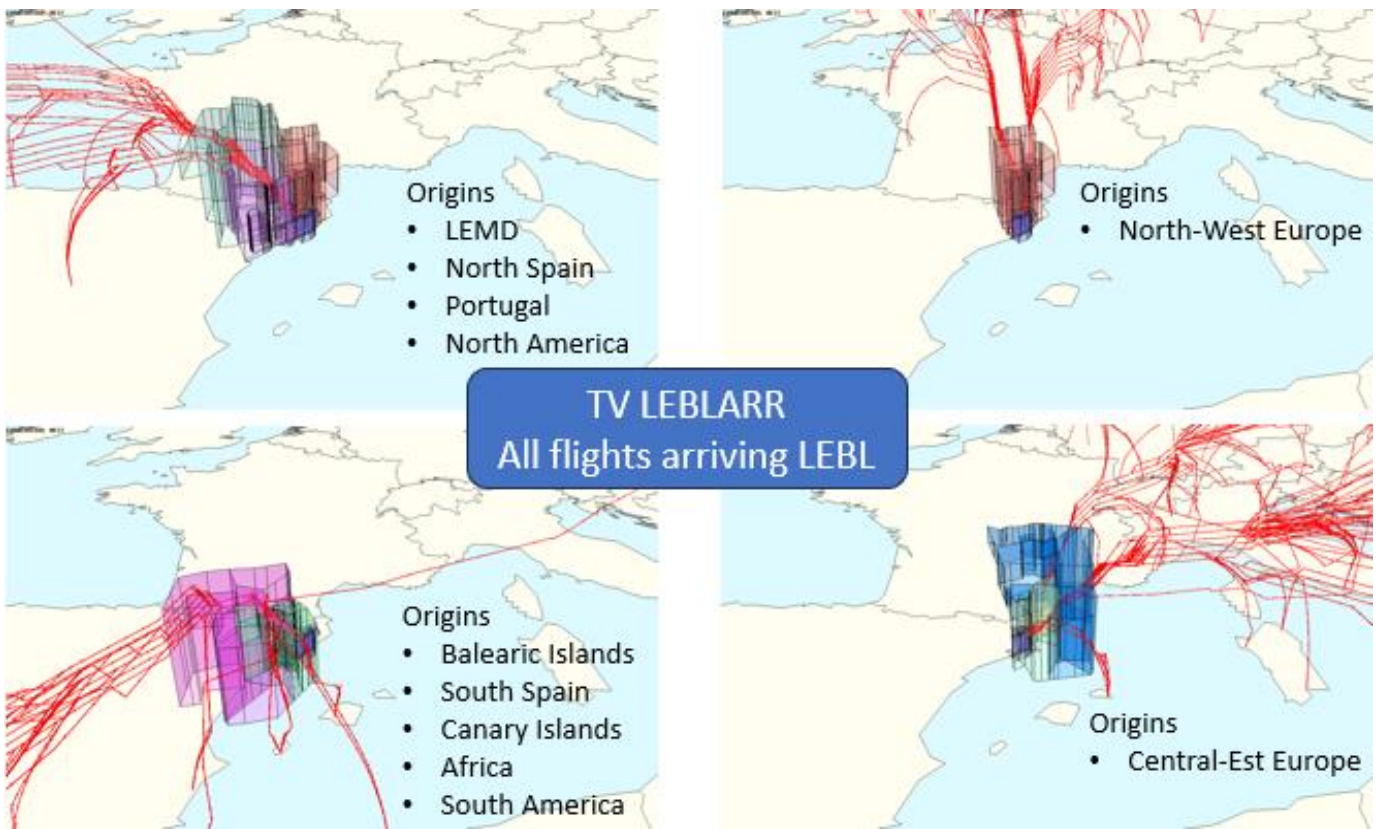 Origins
• LEMD
• North Spain
• Portugal
• North America
Origins
• North-West Europe
TV LEBLARR
All flights arriving LEBL
Origins
• Balearic Islands
• South Spain
• Canary Islands
• Africa
• South America
Origins
• Central-Est Europe